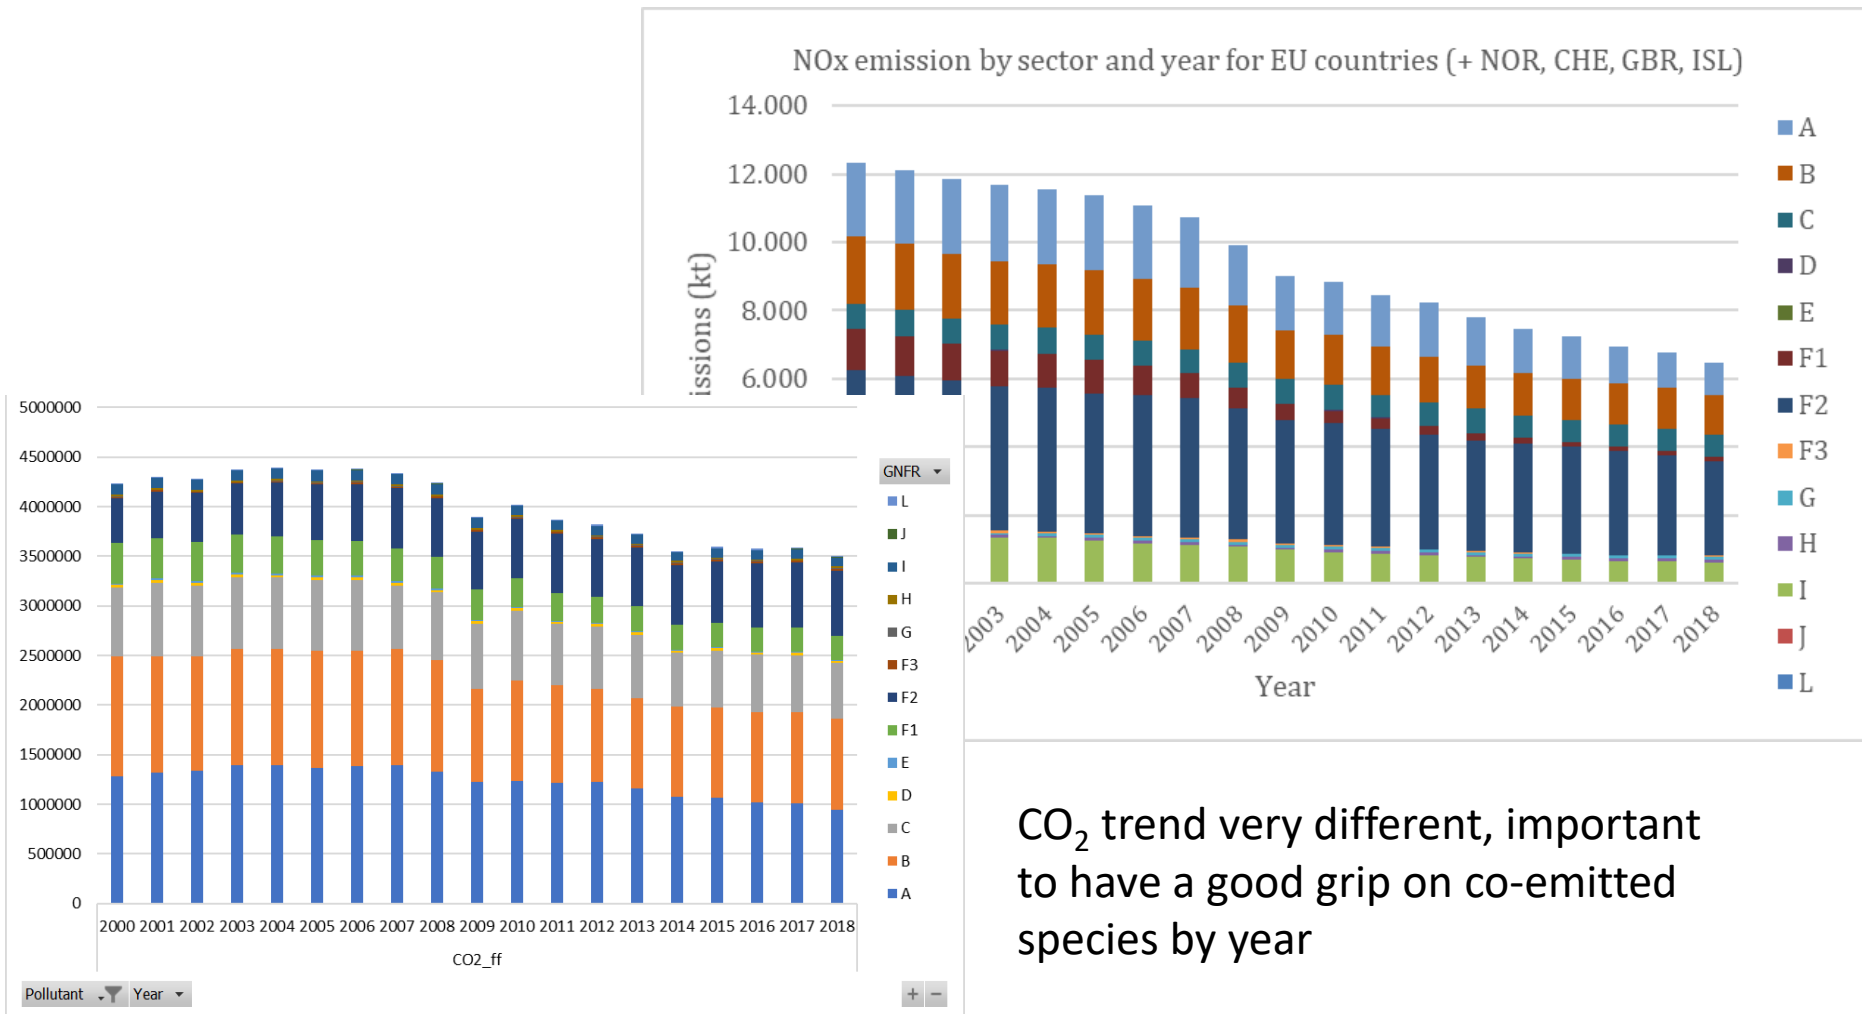 NOx emission by sector and year for EU countries (+ NOR, CHE, GBR, ISL)
14.000
12.000
10.000
8.000
6.000
issions (kt)
A
B
C
D
E
F1
F2
F3
G
H
I
J
L
2003 2004 2005 2006 2007 2008 2009 2010 2011 2012 2013 2014 2015 2016 2017 2018
Year
5000000
4500000
4000000
3500000
3000000
2500000
2000000
1500000
1000000
500000
0
GNFR
L
J
I
H
G
F3
F2
F1
E
D
C
B
A
2000 2001 2002 2003 2004 2005 2006 2007 2008 2009 2010 2011 2012 2013 2014 2015 2016 2017 2018
CO2_ff
Pollutant Year
+ −
CO₂ trend very different, important
to have a good grip on co-emitted
species by year